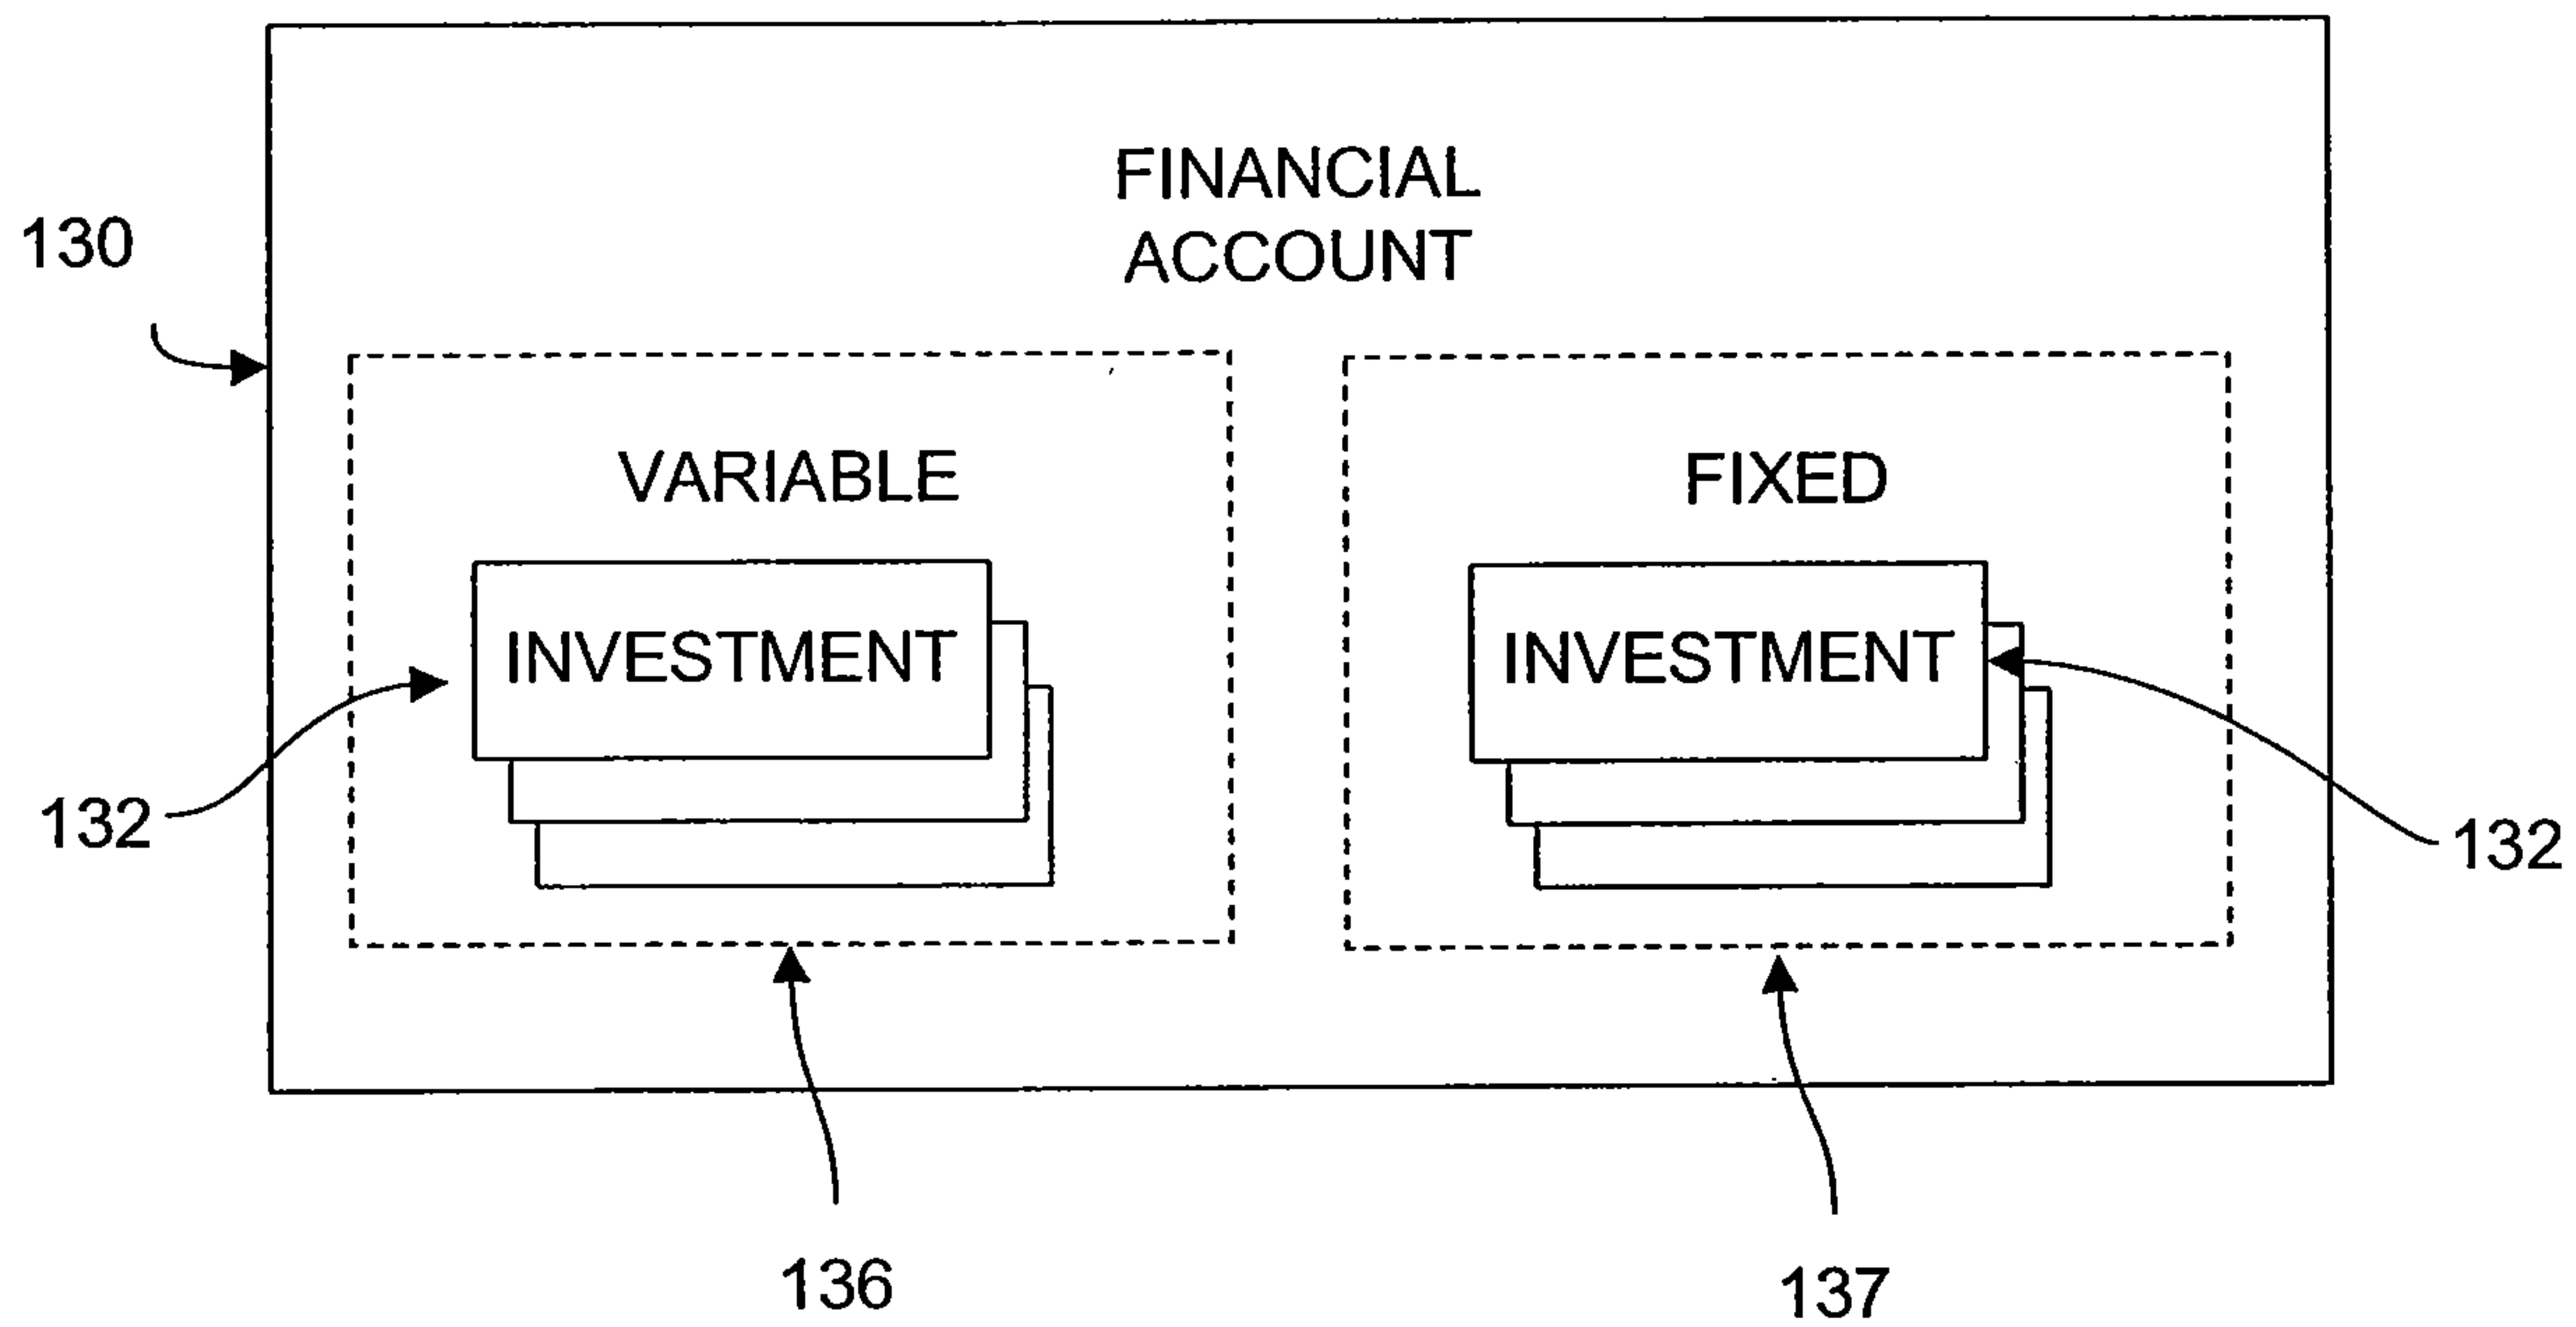 FINANCIAL
ACCOUNT
130
VARIABLE
FIXED
INVESTMENT
INVESTMENT
132
132
136
137